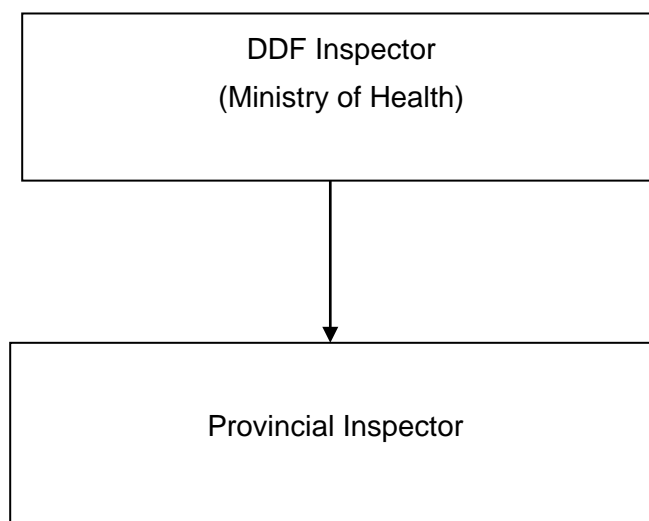 DDF Inspector
(Ministry of Health)
Provincial Inspector